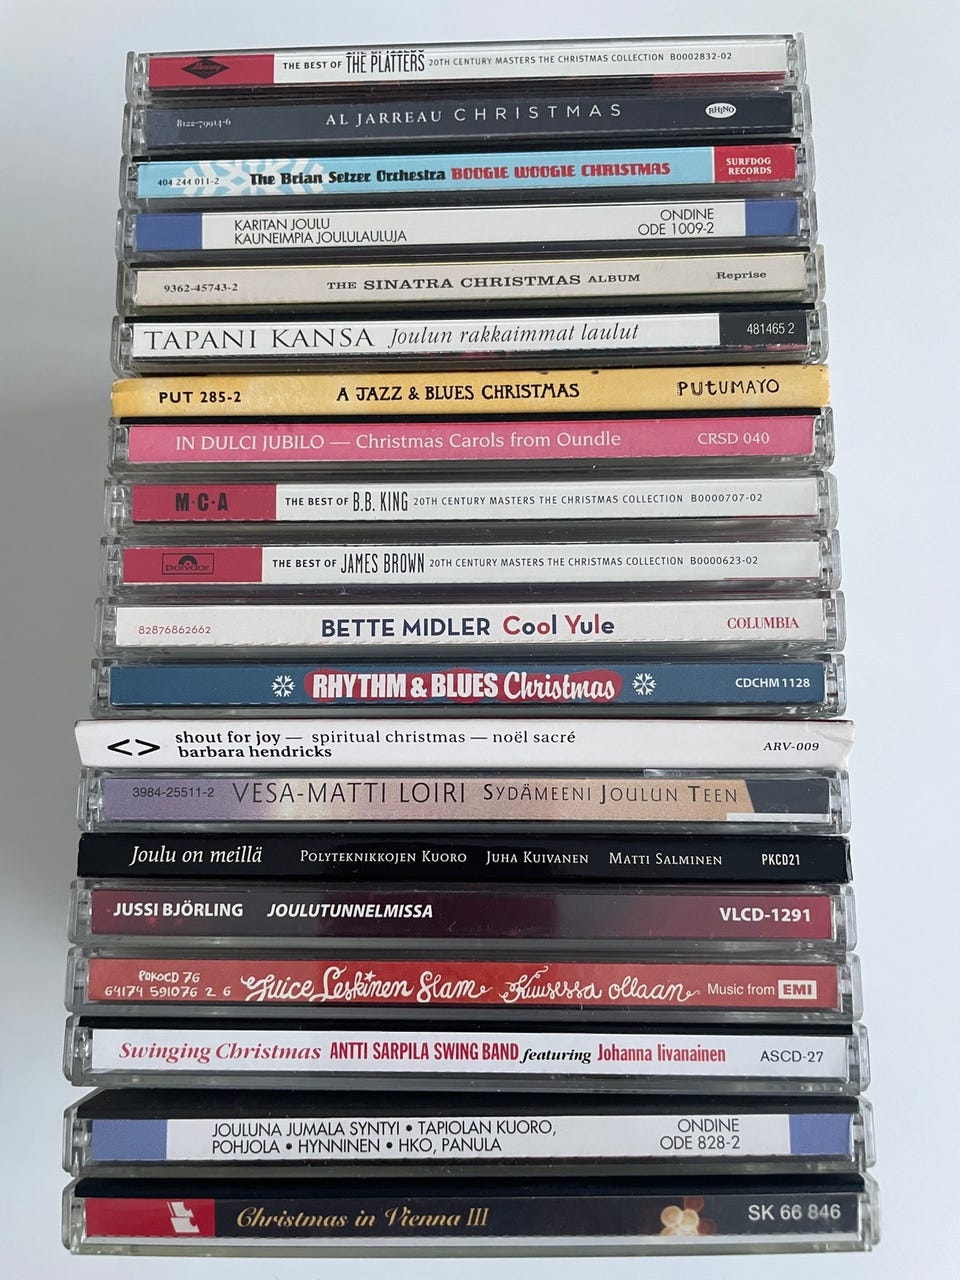 THE BEST OF THE PLATTERS 20TH CENTURY MASTERS THE CHRISTMAS COLLECTION B0002832-02
8122-79914-6 AL JARREAU CHRISTMAS RHINO
404 244 011-2 The Brian Setzer Orchestra BOOGIE WOOGIE CHRISTMAS SURFDOG
RECORDS
KARITAN JOULU ONDINE
KAUNEIMPIA JOULULAULUJA ODE 1009-2
9362-45743-2 THE SINATRA CHRISTMAS ALBUM Reprise
TAPANI KANSA Joulun rakkaimmat laulut 481465 2
PUT 285-2 A JAZZ & BLUES CHRISTMAS PUTUMAYO
IN DULCI JUBILO — Christmas Carols from Oundle CRSD 040
M·C·A THE BEST OF B.B. KING 20TH CENTURY MASTERS THE CHRISTMAS COLLECTION B0000707-02
polydor THE BEST OF JAMES BROWN 20TH CENTURY MASTERS THE CHRISTMAS COLLECTION B0000623-02
82876862662 BETTE MIDLER Cool Yule COLUMBIA
RHYTHM & BLUES Christmas CDCHM 1128
<> shout for joy — spiritual christmas — noël sacré
barbara hendricks ARV-009
3984-25511-2 VESA-MATTI LOIRI SYDÄMEENI JOULUN TEEN
Joulu on meillä POLYTEKNIKKOJEN KUORO JUHA KUIVANEN MATTI SALMINEN PKCD21
JUSSI BJÖRLING JOULUTUNNELMISSA VLCD-1291
POKOCD 76
64174 591076 2 6 Juice Leskinen Slam Kuusessa ollaan Music from EMI
Swinging Christmas ANTTI SARPILA SWING BAND featuring Johanna Iivanainen ASCD-27
JOULUNA JUMALA SYNTYI • TAPIOLAN KUORO, ONDINE
POHJOLA • HYNNINEN • HKO, PANULA ODE 828-2
Christmas in Vienna III SK 66 846